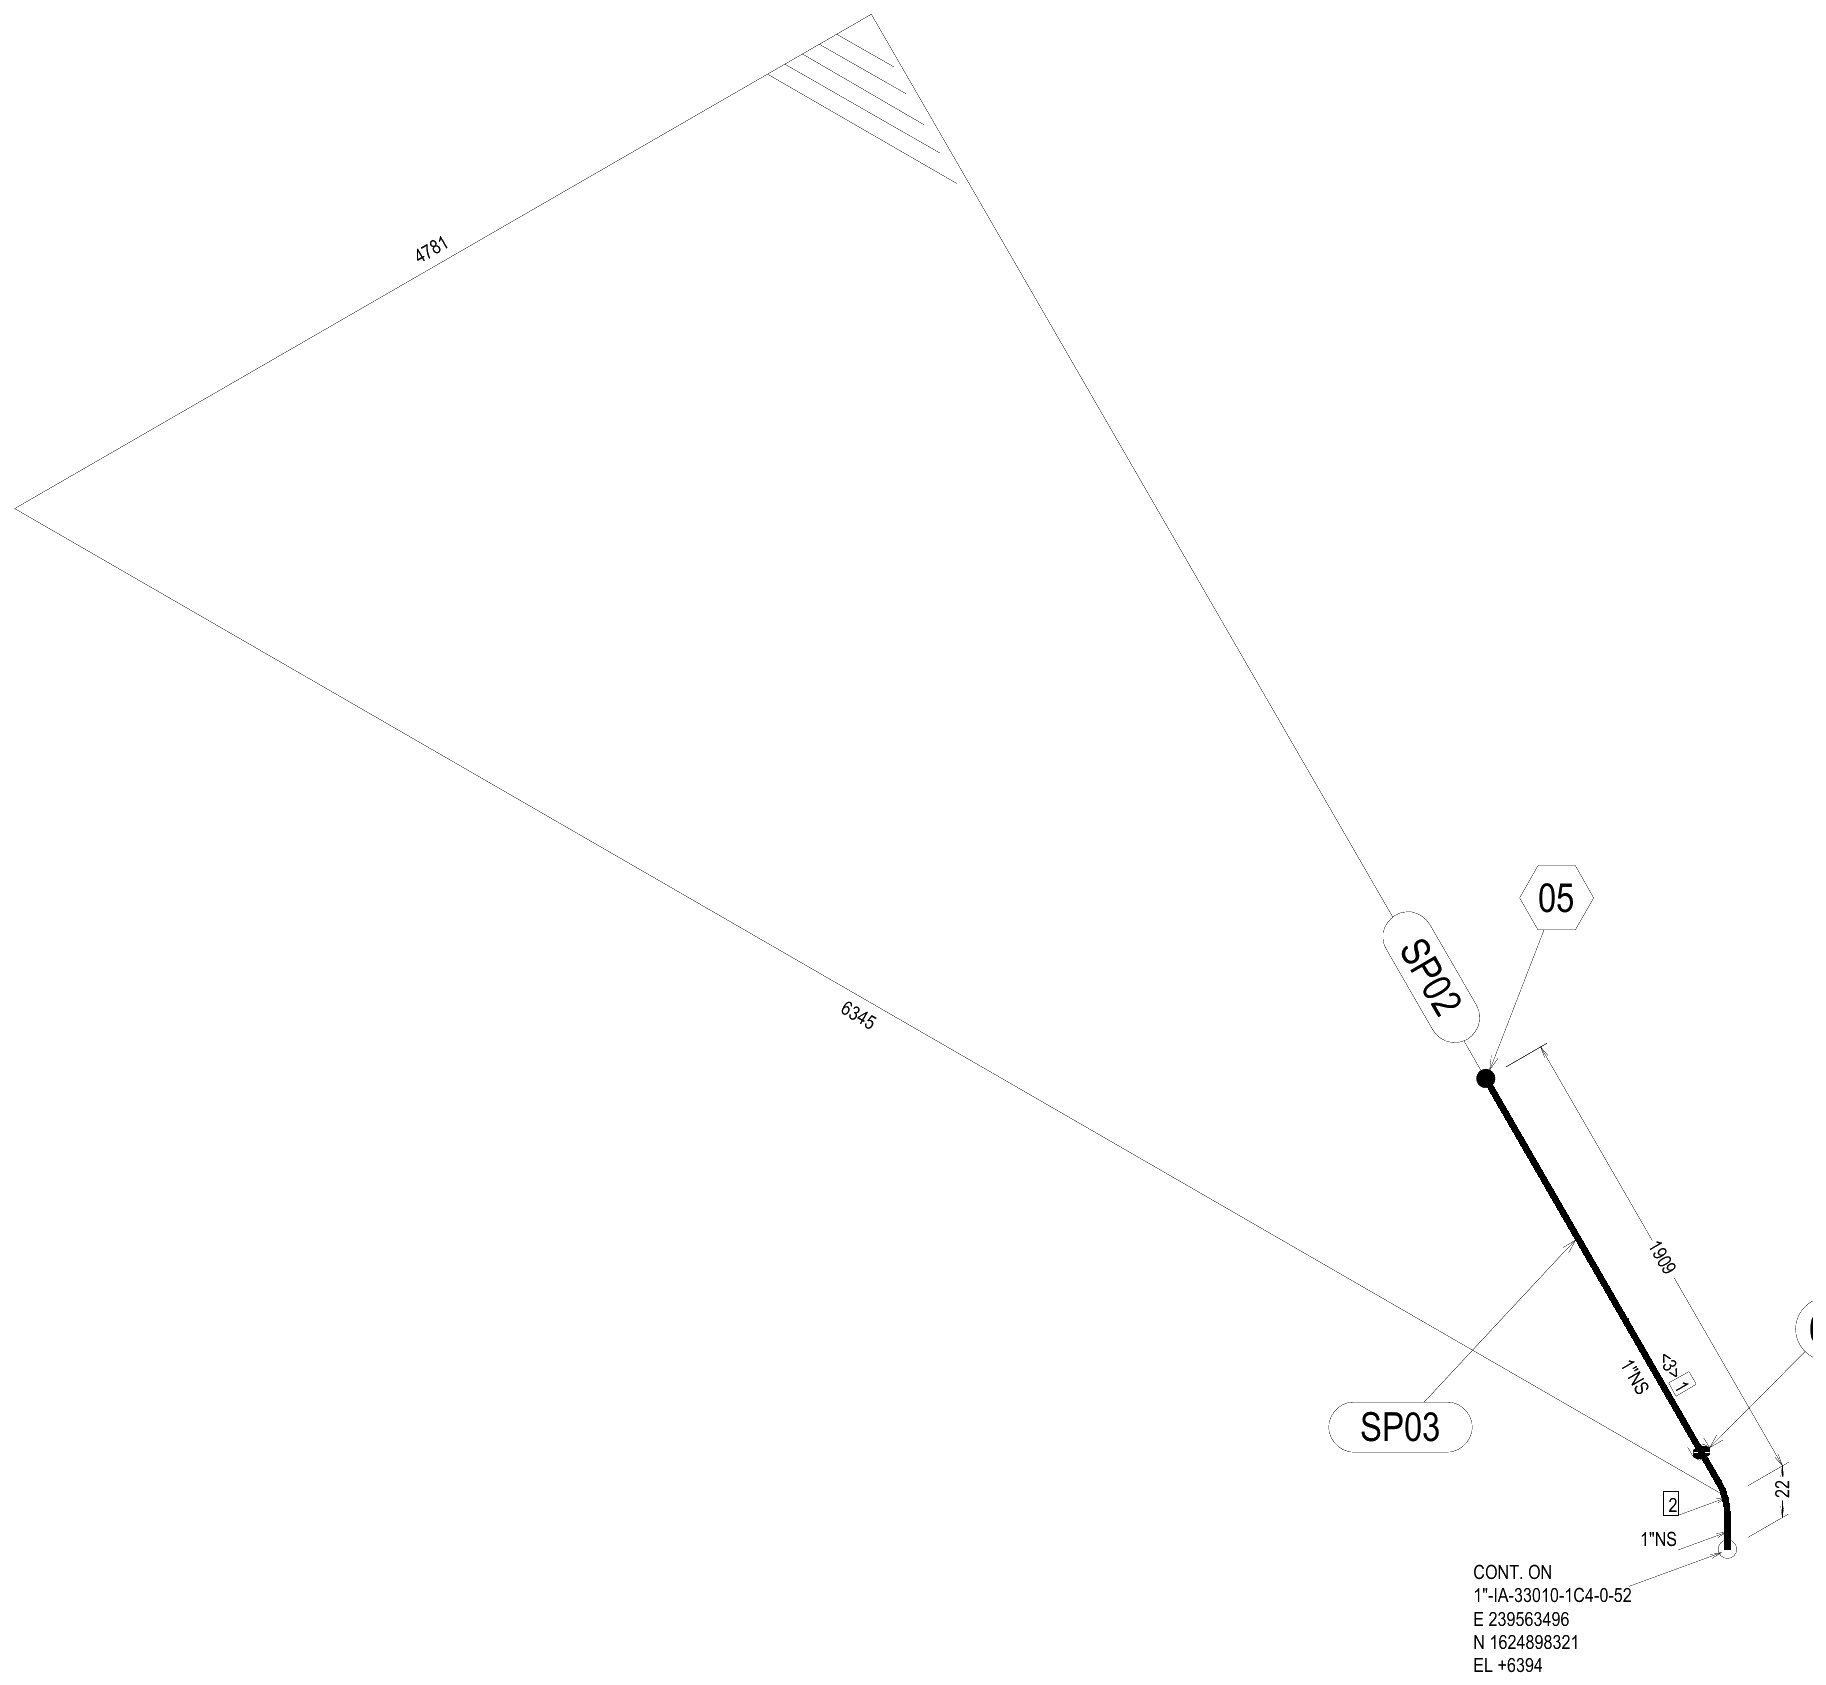 4781
05
SP02
6345
1909
<3> 1
1"NS
SP03
22
2
1"NS
CONT. ON
1"-IA-33010-1C4-0-52
E 239563496
N 1624898321
EL +6394